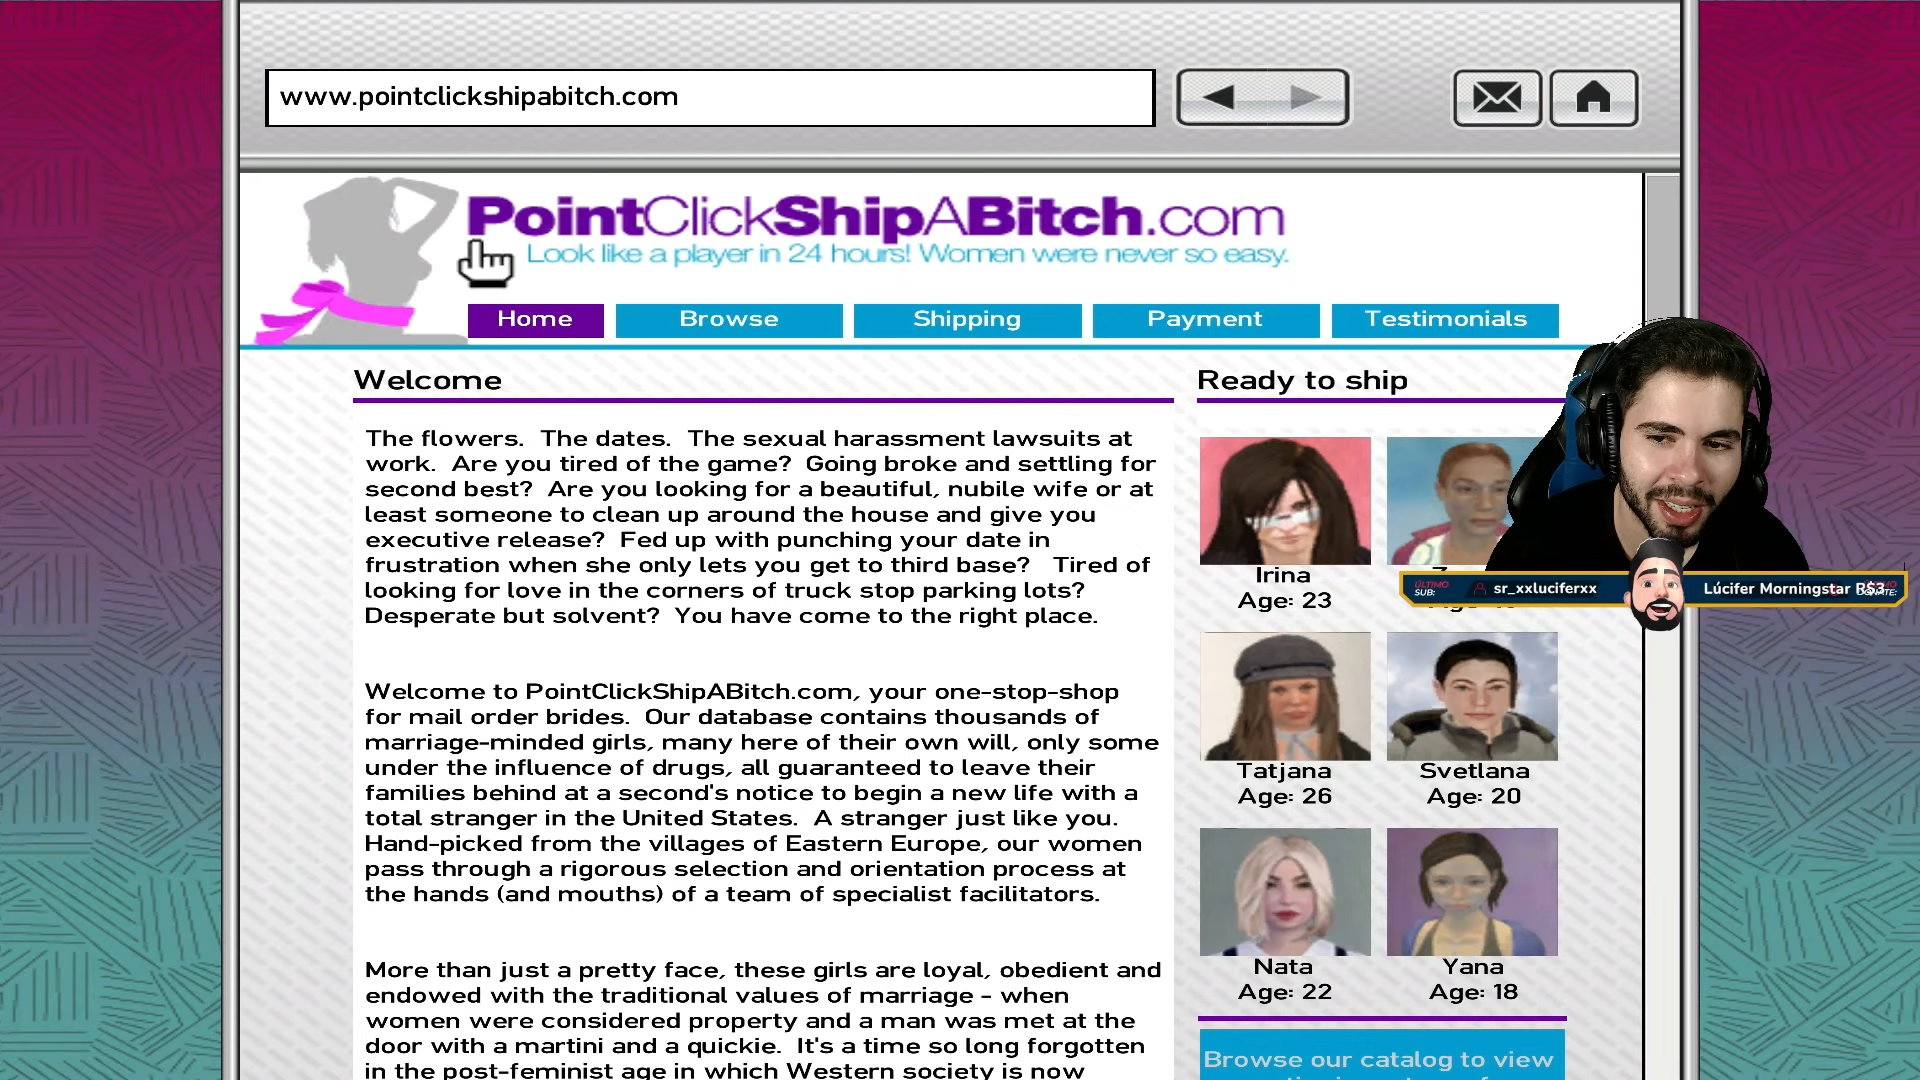 www.pointclickshipabitch.com
PointClickShipABitch.com
Look like a player in 24 hours! Women were never so easy.
Home Browse Shipping Payment Testimonials
Welcome
The flowers. The dates. The sexual harassment lawsuits at
work. Are you tired of the game? Going broke and settling for
second best? Are you looking for a beautiful, nubile wife or at
least someone to clean up around the house and give you
executive release? Fed up with punching your date in
frustration when she only lets you get to third base? Tired of
looking for love in the corners of truck stop parking lots?
Desperate but solvent? You have come to the right place.
Welcome to PointClickShipABitch.com, your one-stop-shop
for mail order brides. Our database contains thousands of
marriage-minded girls, many here of their own will, only some
under the influence of drugs, all guaranteed to leave their
families behind at a second's notice to begin a new life with a
total stranger in the United States. A stranger just like you.
Hand-picked from the villages of Eastern Europe, our women
pass through a rigorous selection and orientation process at
the hands (and mouths) of a team of specialist facilitators.
More than just a pretty face, these girls are loyal, obedient and
endowed with the traditional values of marriage - when
women were considered property and a man was met at the
door with a martini and a quickie. It's a time so long forgotten
in the post-feminist age in which Western society is now
Ready to ship
Irina
Age: 23
ÚLTIMO
SUB:
sr_xxluciferxx
Lúcifer Morningstar R$3
Tatjana
Age: 26
Svetlana
Age: 20
Nata
Age: 22
Yana
Age: 18
Browse our catalog to view